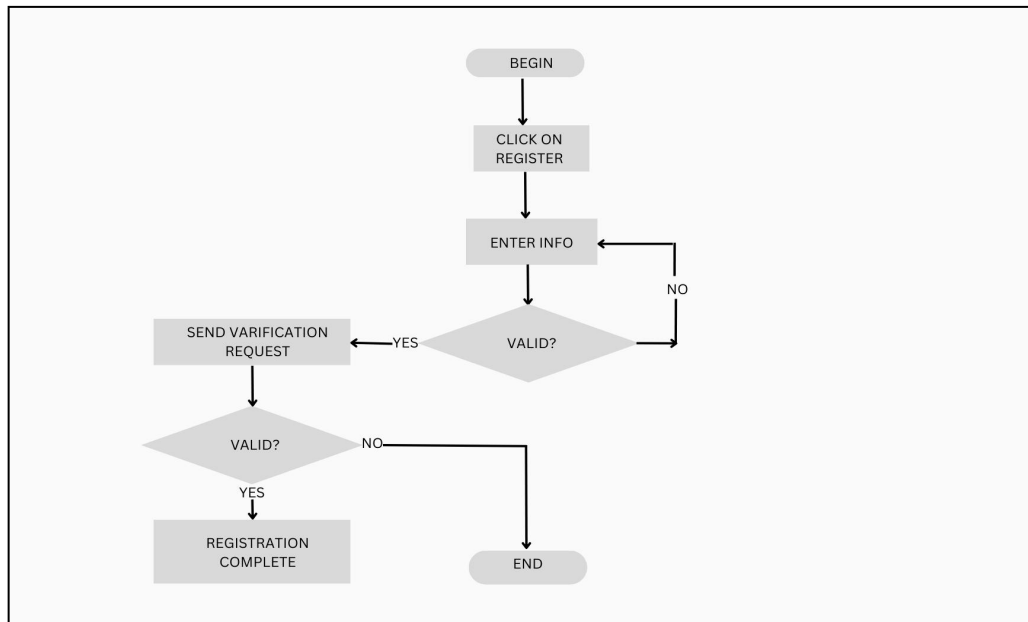 BEGIN
CLICK ON
REGISTER
ENTER INFO
NO
VALID?
YES
SEND VARIFICATION
REQUEST
VALID?
NO
YES
REGISTRATION
COMPLETE
END